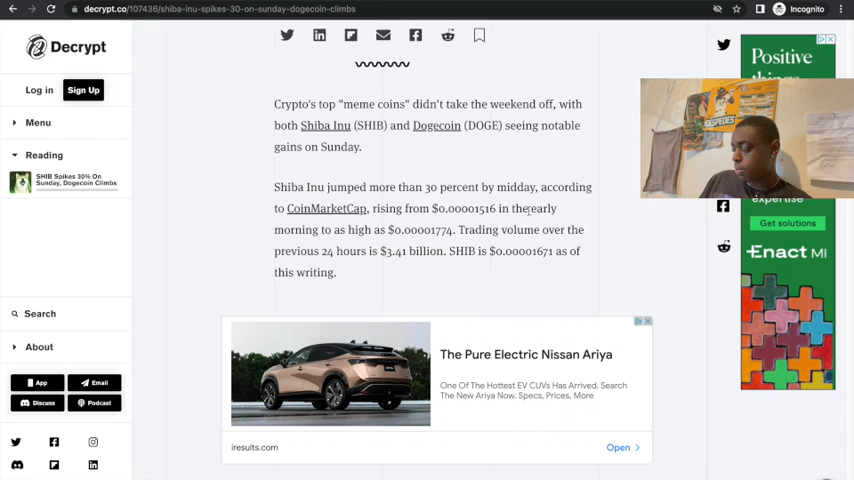 decrypt.co/107436/shiba-inu-spikes-30-on-sunday-dogecoin-climbs
Incognito
Decrypt
Log in
Sign Up
Menu
Reading
SHIB Spikes 30% On
Sunday, Dogecoin Climbs
Search
About
App
Email
Discuss
Podcast
Crypto's top "meme coins" didn't take the weekend off, with
both Shiba Inu (SHIB) and Dogecoin (DOGE) seeing notable
gains on Sunday.
Shiba Inu jumped more than 30 percent by midday, according
to CoinMarketCap, rising from $0.00001516 in the early
morning to as high as $0.00001774. Trading volume over the
previous 24 hours is $3.41 billion. SHIB is $0.00001671 as of
this writing.
The Pure Electric Nissan Ariya
One Of The Hottest EV CUVs Has Arrived. Search
The New Ariya Now. Specs, Prices, More
iresults.com
Open
Positive
expertise
Get solutions
Enact MI